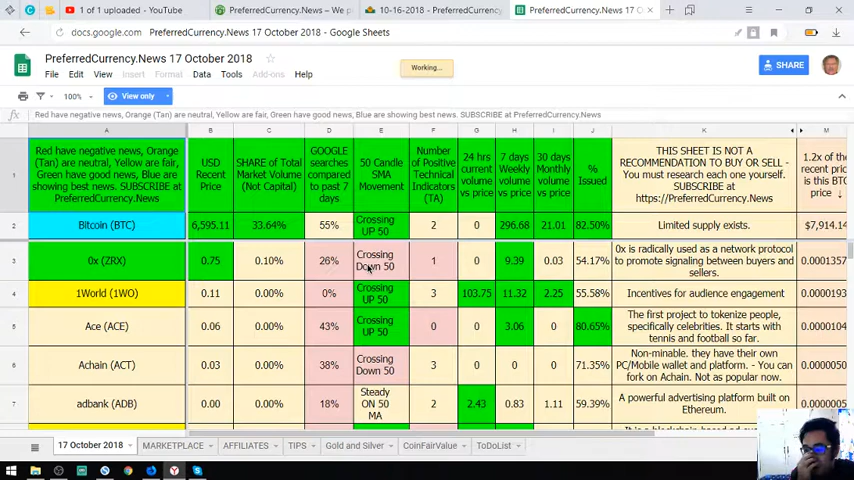 1 of 1 uploaded - YouTube
PreferredCurrency.News — We p
10-16-2018 - PreferredCurrency
PreferredCurrency.News 17 Oct
docs.google.com PreferredCurrency.News 17 October 2018 - Google Sheets
PreferredCurrency.News 17 October 2018
File Edit View Insert Format Data Tools Add-ons Help
Working...
SHARE
100%
View only
fx Red have negative news, Orange (Tan) are neutral, Yellow are fair, Green have good news, Blue are showing best news. SUBSCRIBE at PreferredCurrency.News
A B C D E F G H I J K M
1
Red have negative news, Orange
(Tan) are neutral, Yellow are fair,
Green have good news, Blue are
showing best news. SUBSCRIBE at
PreferredCurrency.News
USD
Recent
Price
SHARE of Total
Market Volume
(Not Capital)
GOOGLE
searches
compared
to past 7
days
50 Candle
SMA
Movement
Number of
Positive
Technical
Indicators
(TA)
24 hrs
current
volume
vs price
7 days
Weekly
volume
vs price
30 days
Monthly
volume
vs price
%
Issued
THIS SHEET IS NOT A
RECOMMENDATION TO BUY OR SELL -
You must research each one yourself.
SUBSCRIBE at
https://PreferredCurrency.News
1.2x of the
recent pric
is this BTC
price ↓
2 Bitcoin (BTC) 6,595.11 33.64% 55% Crossing UP 50 2 0 296.68 21.01 82.50% Limited supply exists. $7,914.14
3 0x (ZRX) 0.75 0.10% 26% Crossing Down 50 1 0 9.39 0.03 54.17% 0x is radically used as a network protocol to promote signaling between buyers and sellers. 0.0001357
4 1World (1WO) 0.11 0.00% 0% Crossing UP 50 3 103.75 11.32 2.25 55.58% Incentives for audience engagement 0.0000193
5 Ace (ACE) 0.06 0.00% 43% Crossing UP 50 0 0 3.06 0 80.65% The first project to tokenize people, specifically celebrities. It starts with tennis and football so far. 0.0000104
6 Achain (ACT) 0.03 0.00% 38% Crossing Down 50 3 0 0 0 71.35% Non-minable. they have their own PC/Mobile wallet and platform. - You can fork on Achain. Not as popular now. 0.0000050
7 adbank (ADB) 0.00 0.00% 18% Steady ON 50 MA 2 2.43 0.83 1.11 59.39% A powerful advertising platform built on Ethereum.
17 October 2018 MARKETPLACE AFFILIATES TIPS Gold and Silver CoinFairValue ToDoList